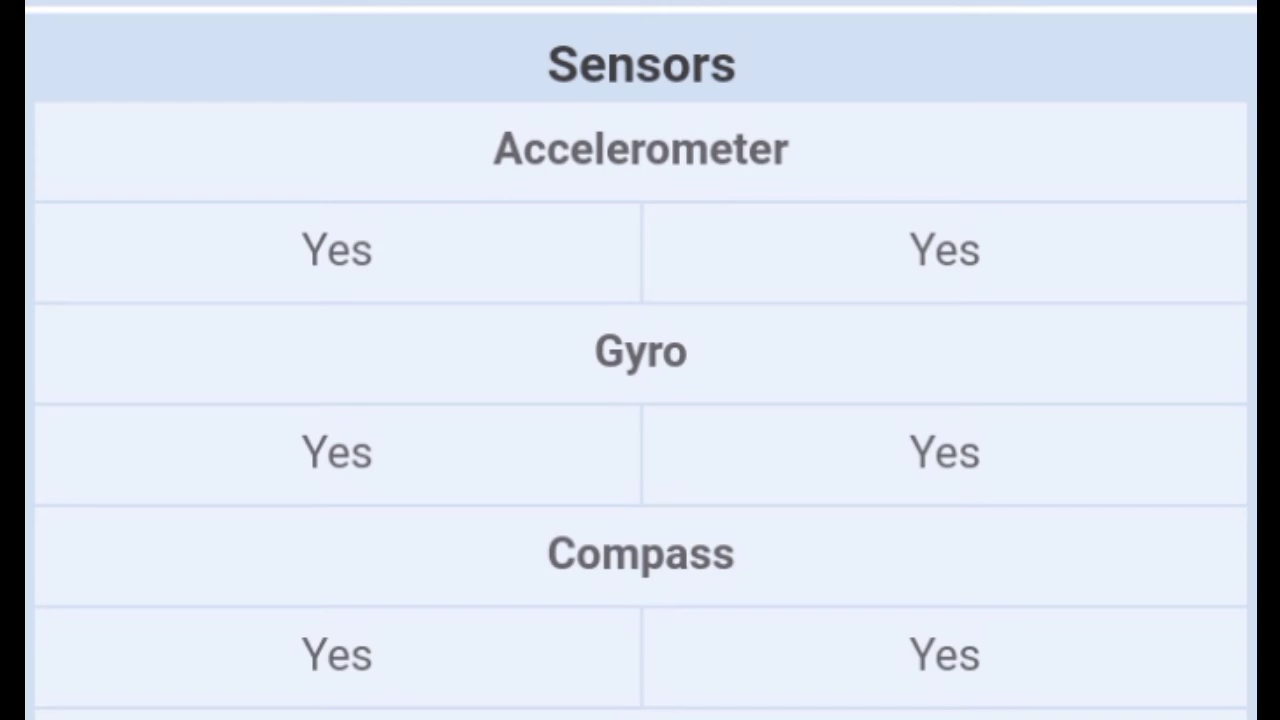 Sensors
Accelerometer
Yes Yes
Gyro
Yes Yes
Compass
Yes Yes